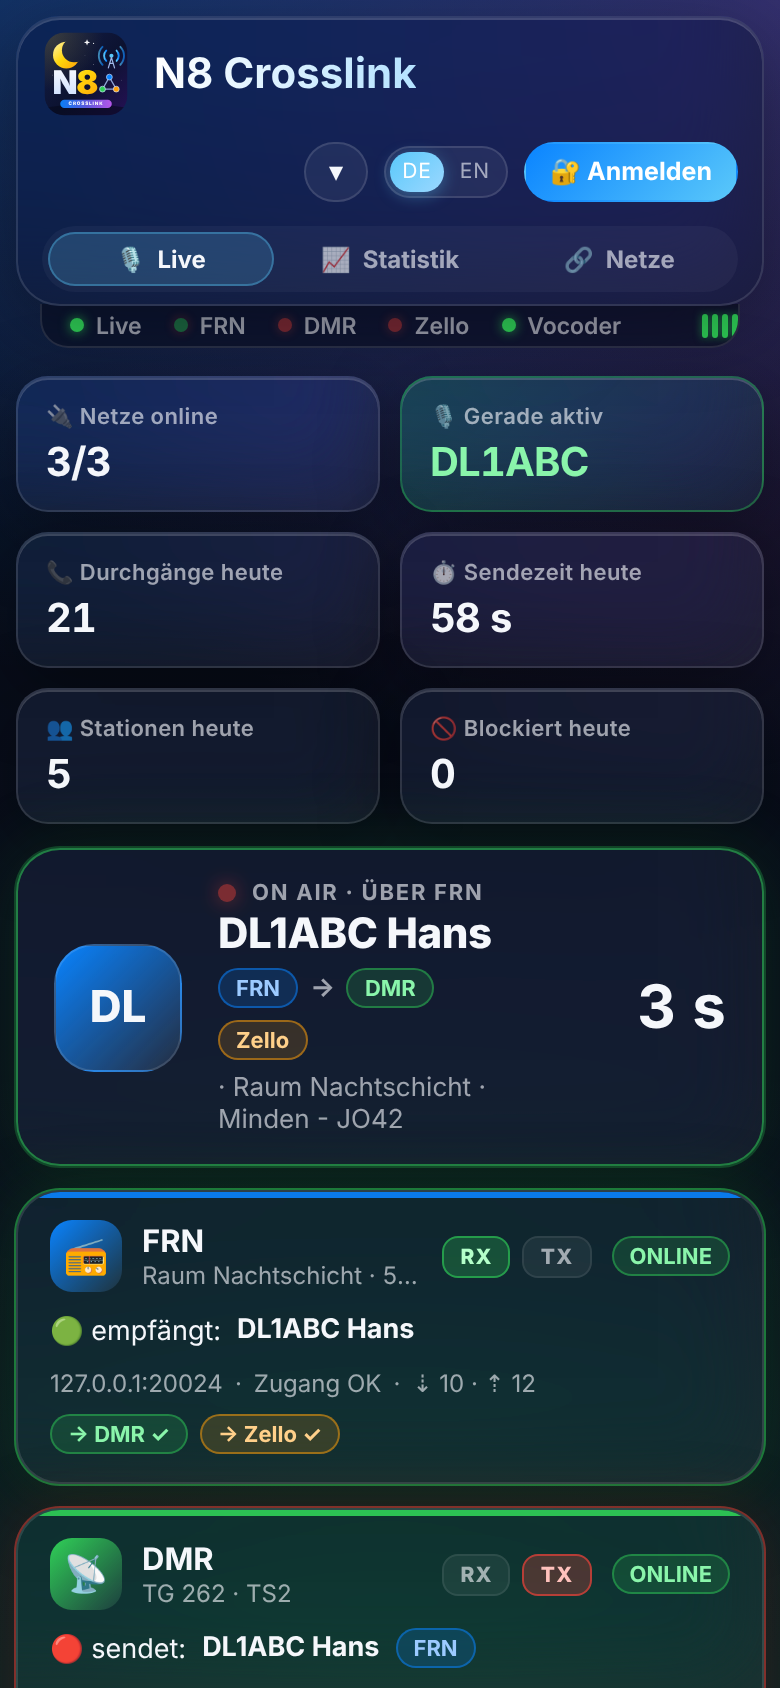 N8
CROSSLINK
N8 Crosslink
▼ DE EN Anmelden
Live Statistik Netze
Live FRN DMR Zello Vocoder
Netze online
3/3
Gerade aktiv
DL1ABC
Durchgänge heute
21
Sendezeit heute
58 s
Stationen heute
5
Blockiert heute
0
ON AIR · ÜBER FRN
DL1ABC Hans
DL
FRN → DMR
Zello
· Raum Nachtschicht ·
Minden - JO42
3 s
FRN
Raum Nachtschicht · 5…
RX TX ONLINE
empfängt: DL1ABC Hans
127.0.0.1:20024 · Zugang OK · ⇣ 10 · ⇡ 12
→ DMR ✓ → Zello ✓
DMR
TG 262 · TS2
RX TX ONLINE
sendet: DL1ABC Hans FRN